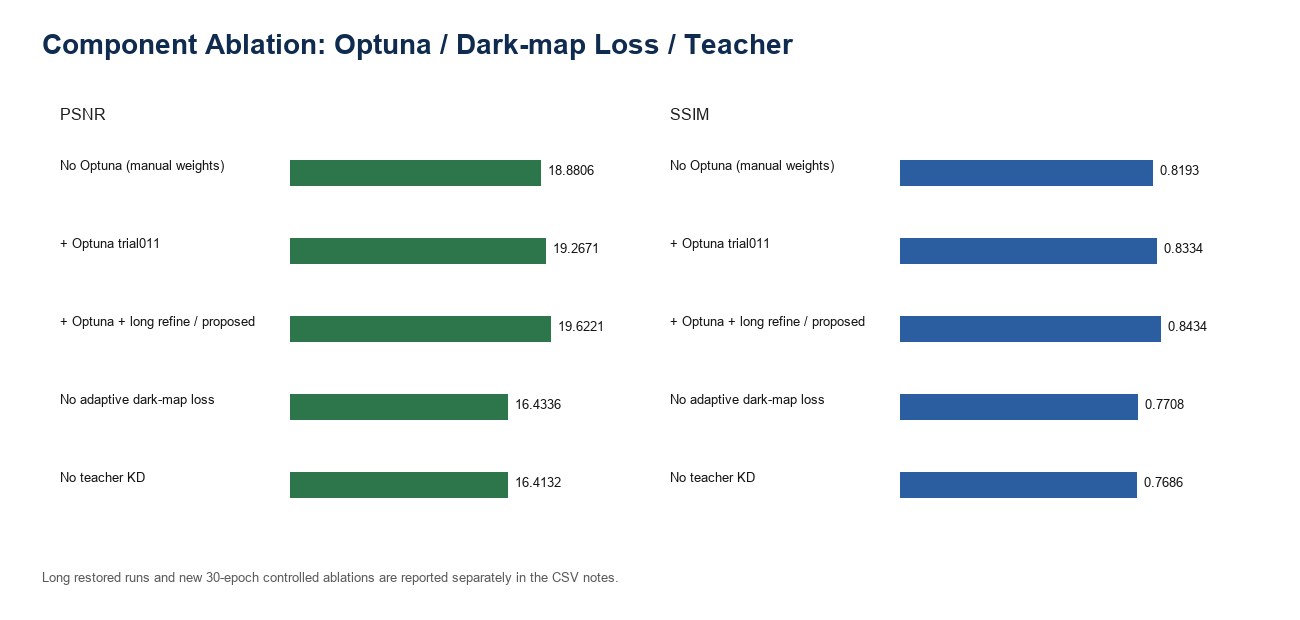 Component Ablation: Optuna / Dark-map Loss / Teacher
PSNR
No Optuna (manual weights) 18.8806
+ Optuna trial011 19.2671
+ Optuna + long refine / proposed 19.6221
No adaptive dark-map loss 16.4336
No teacher KD 16.4132
SSIM
No Optuna (manual weights) 0.8193
+ Optuna trial011 0.8334
+ Optuna + long refine / proposed 0.8434
No adaptive dark-map loss 0.7708
No teacher KD 0.7686
Long restored runs and new 30-epoch controlled ablations are reported separately in the CSV notes.